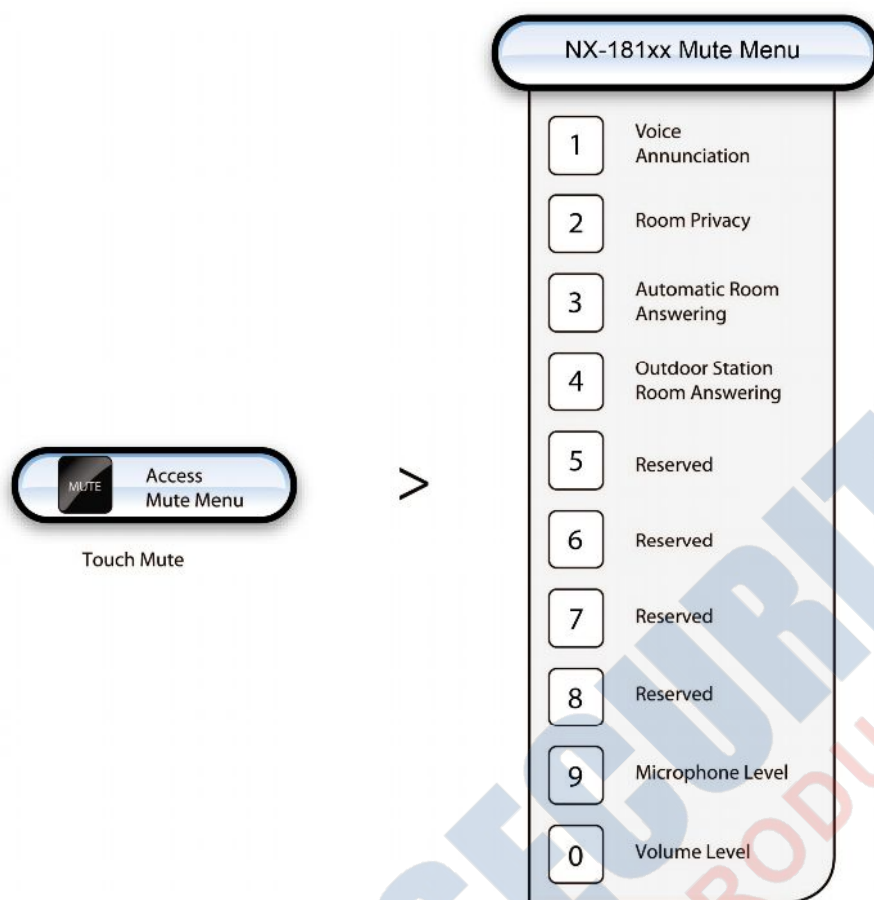 NX-181xx Mute Menu
1
Voice
Annunciation
2
Room Privacy
3
Automatic Room
Answering
4
Outdoor Station
Room Answering
5
Reserved
6
Reserved
7
Reserved
8
Reserved
9
Microphone Level
0
Volume Level
MUTE
Access
Mute Menu
>
Touch Mute